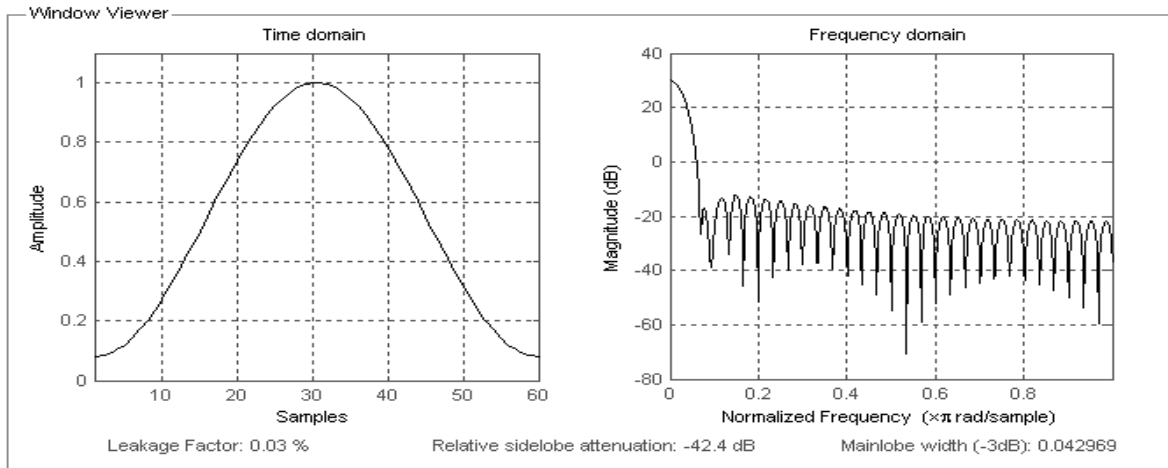 Window Viewer
Time domain
Amplitude
1
0.8
0.6
0.4
0.2
0
10
20
30
40
50
60
Samples
Frequency domain
Magnitude (dB)
40
20
0
-20
-40
-60
-80
0
0.2
0.4
0.6
0.8
Normalized Frequency (×π rad/sample)
Leakage Factor: 0.03 %
Relative sidelobe attenuation: -42.4 dB
Mainlobe width (-3dB): 0.042969